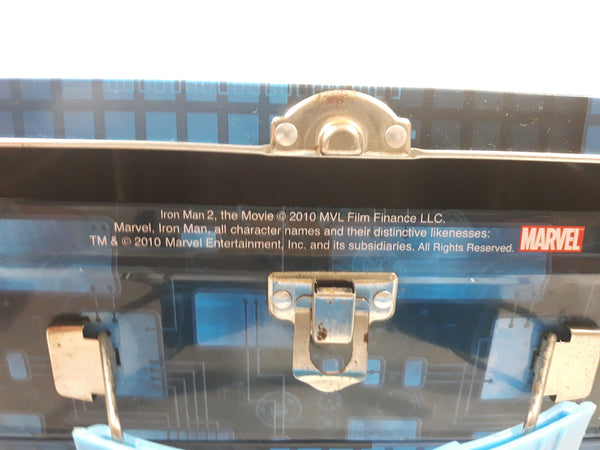 Iron Man 2, the Movie © 2010 MVL Film Finance LLC.
Marvel, Iron Man, all character names and their distinctive likenesses:
TM & © 2010 Marvel Entertainment, Inc. and its subsidiaries. All Rights Reserved.
MARVEL